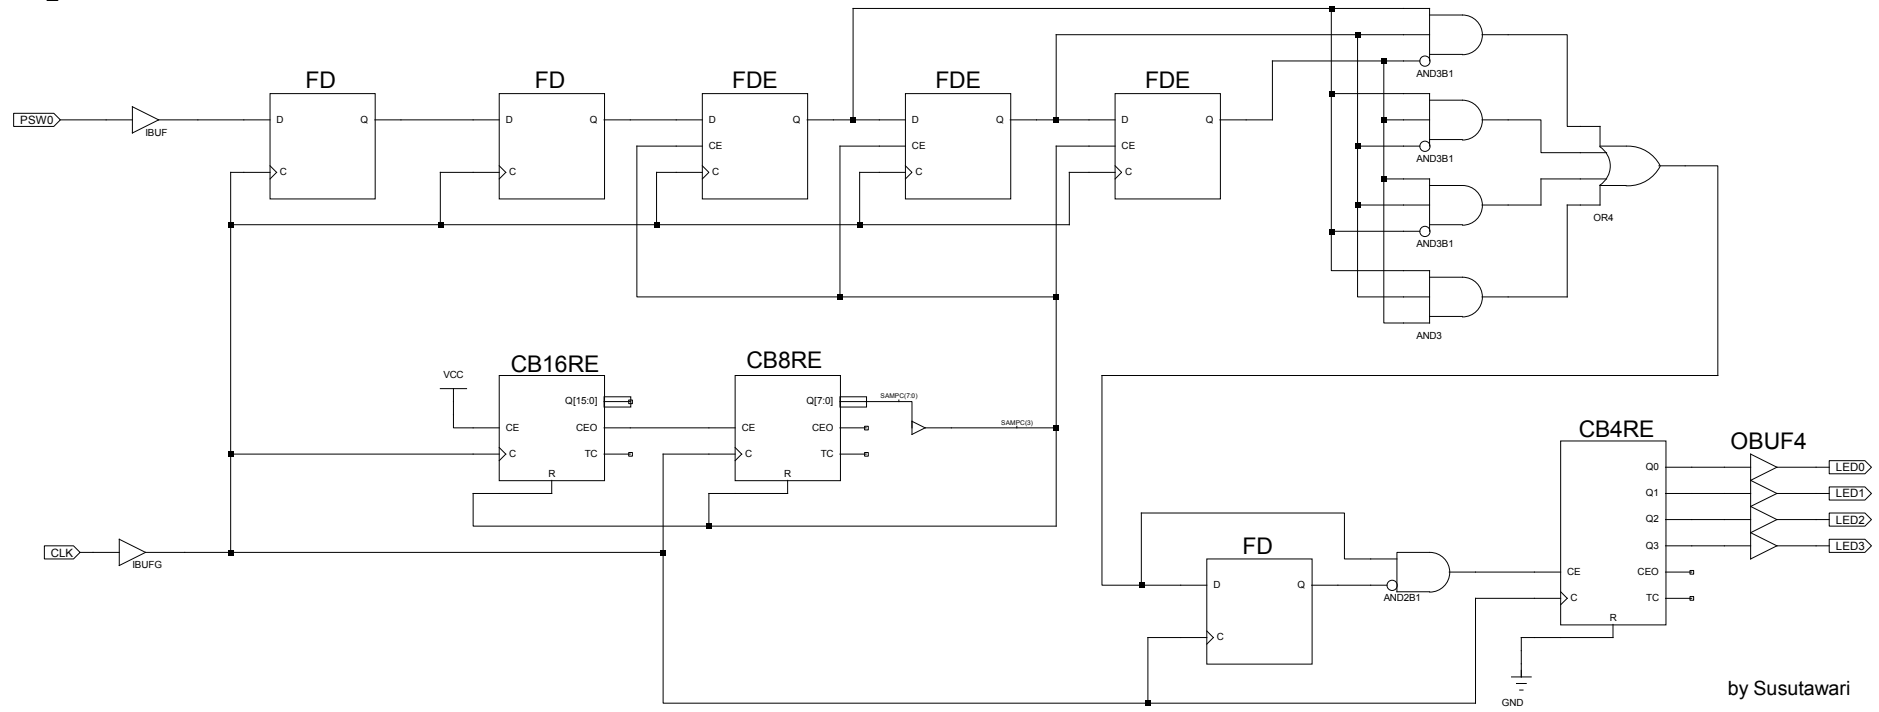 FD
FD
FDE
FDE
FDE
PSW0
IBUF
D
Q
C
D
Q
C
D
Q
CE
C
D
Q
CE
C
D
Q
CE
C
AND3B1
AND3B1
AND3B1
AND3
OR4
VCC
CB16RE
Q[15:0]
CE
CEO
C
TC
R
CB8RE
Q[7:0]
CE
CEO
C
TC
R
SAMPC(7:0)
SAMPC(3)
CLK
IBUFG
FD
D
Q
C
AND2B1
CB4RE
Q0
Q1
Q2
Q3
CE
CEO
C
TC
R
GND
OBUF4
LED0
LED1
LED2
LED3
by Susutawari